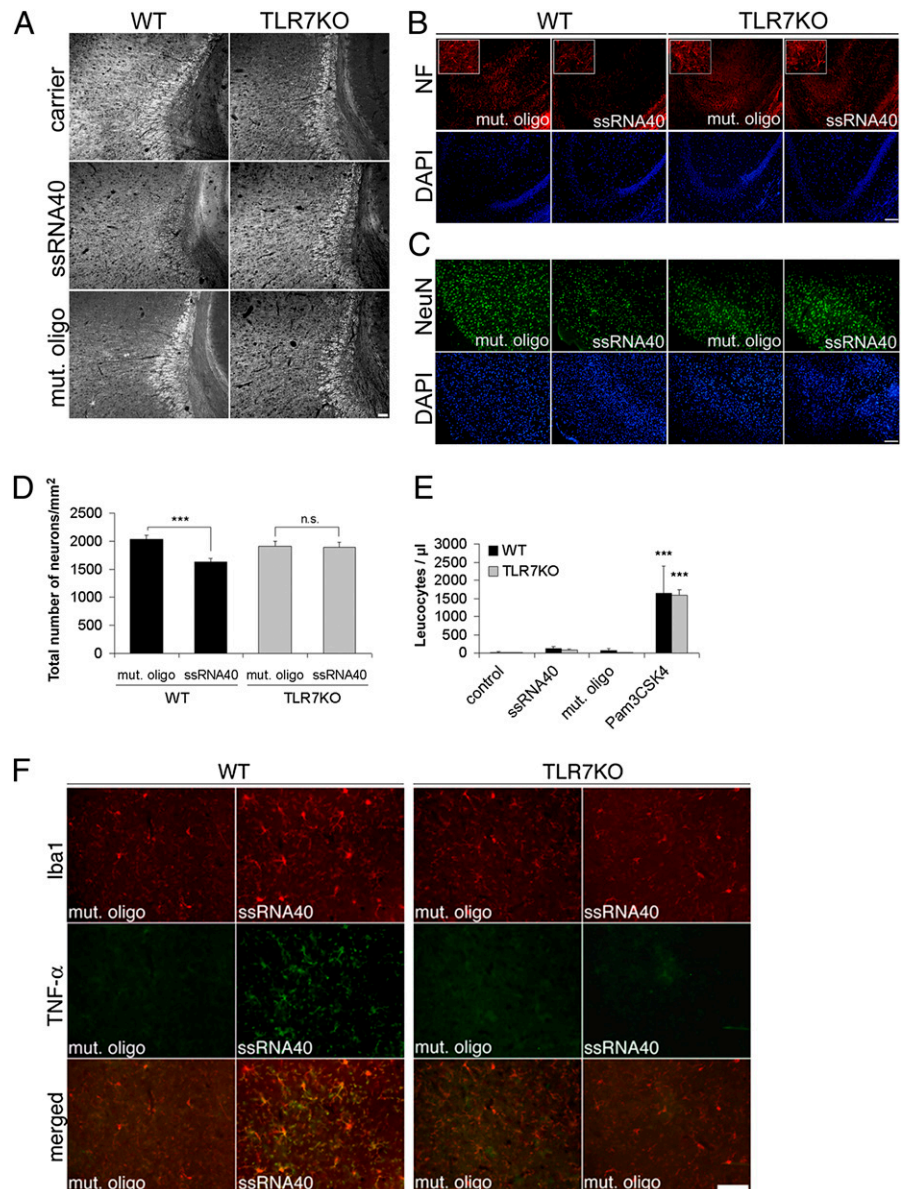 A
WT TLR7KO
carrier
ssRNA40
mut. oligo
B
WT TLR7KO
NF
mut. oligo ssRNA40 mut. oligo ssRNA40
DAPI
C
NeuN
mut. oligo ssRNA40 mut. oligo ssRNA40
DAPI
D
Total number of neurons/mm²
2500
2000
1500
1000
500
0
*** n.s.
mut. oligo ssRNA40 mut. oligo ssRNA40
WT TLR7KO
E
Leucocytes / µl
3000
2500
2000
1500
1000
500
0
WT
TLR7KO
***
***
control ssRNA40 mut. oligo Pam3CSK4
F
WT TLR7KO
Iba1
mut. oligo ssRNA40 mut. oligo ssRNA40
TNF-α
mut. oligo ssRNA40 mut. oligo ssRNA40
merged
mut. oligo ssRNA40 mut. oligo mut. oligo